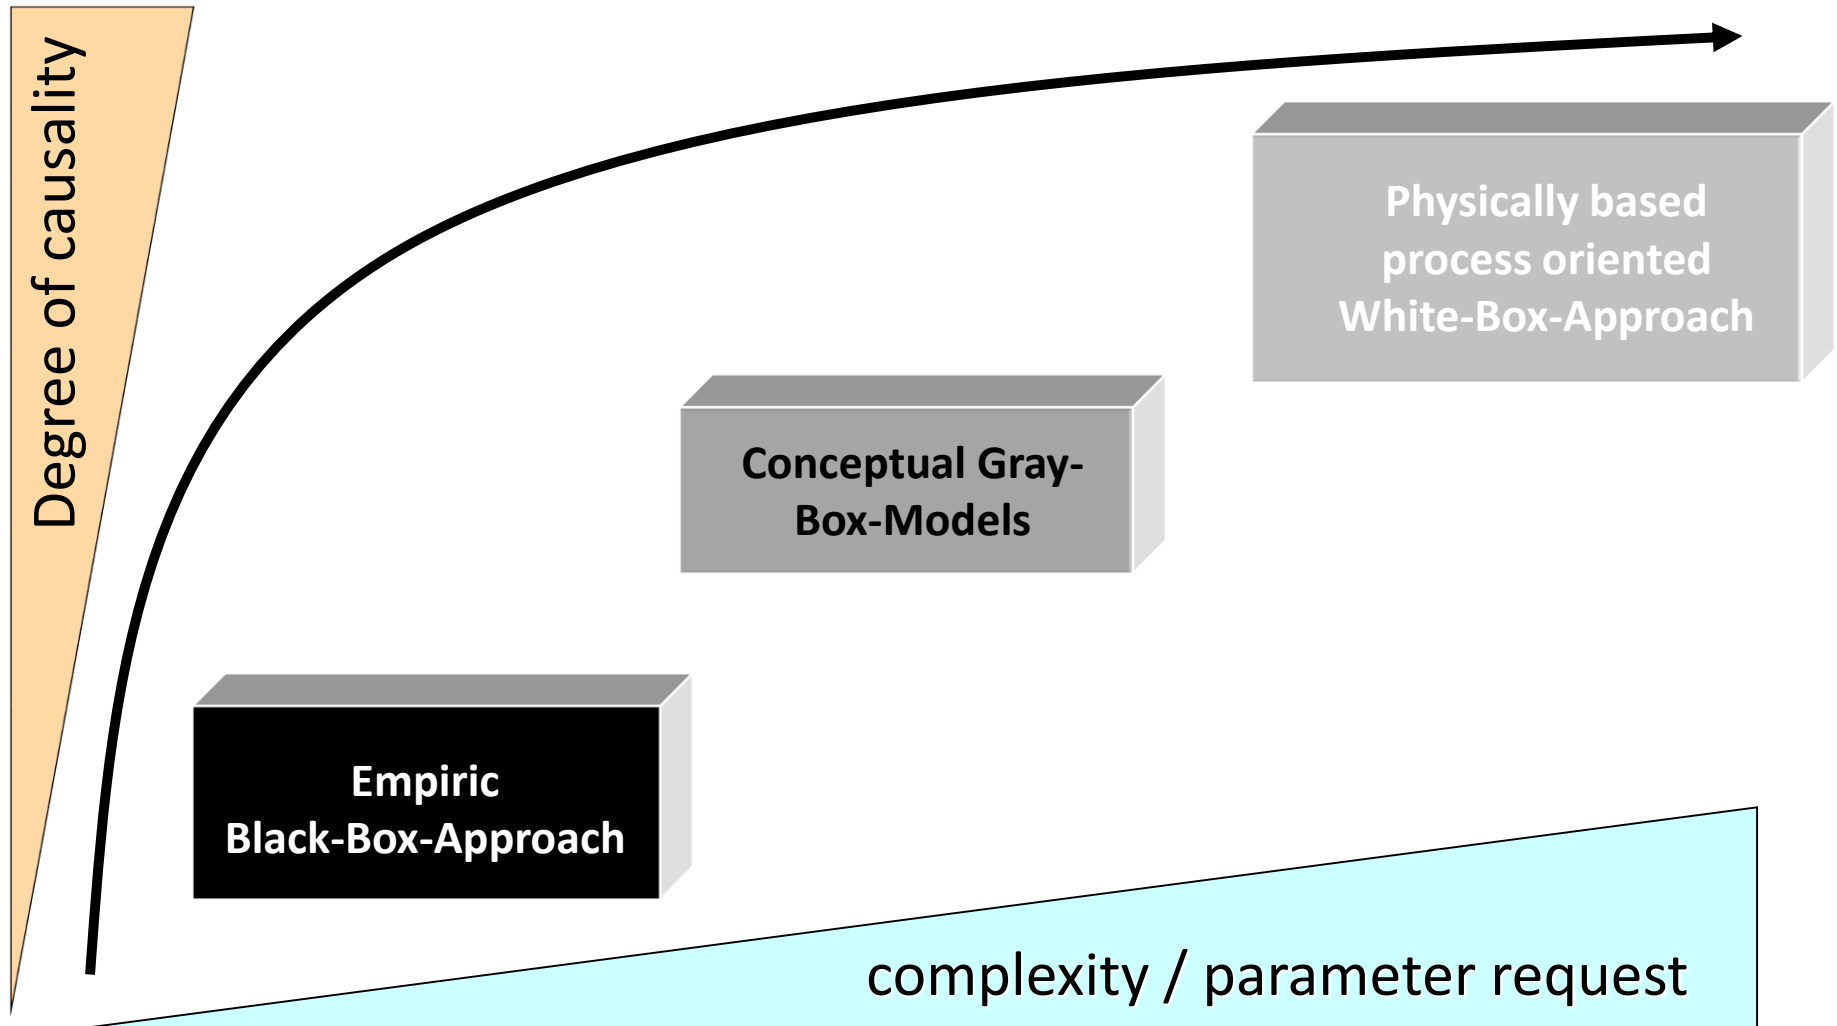 Degree of causality
Physically based
process oriented
White-Box-Approach
Conceptual Gray-
Box-Models
Empiric
Black-Box-Approach
complexity / parameter request